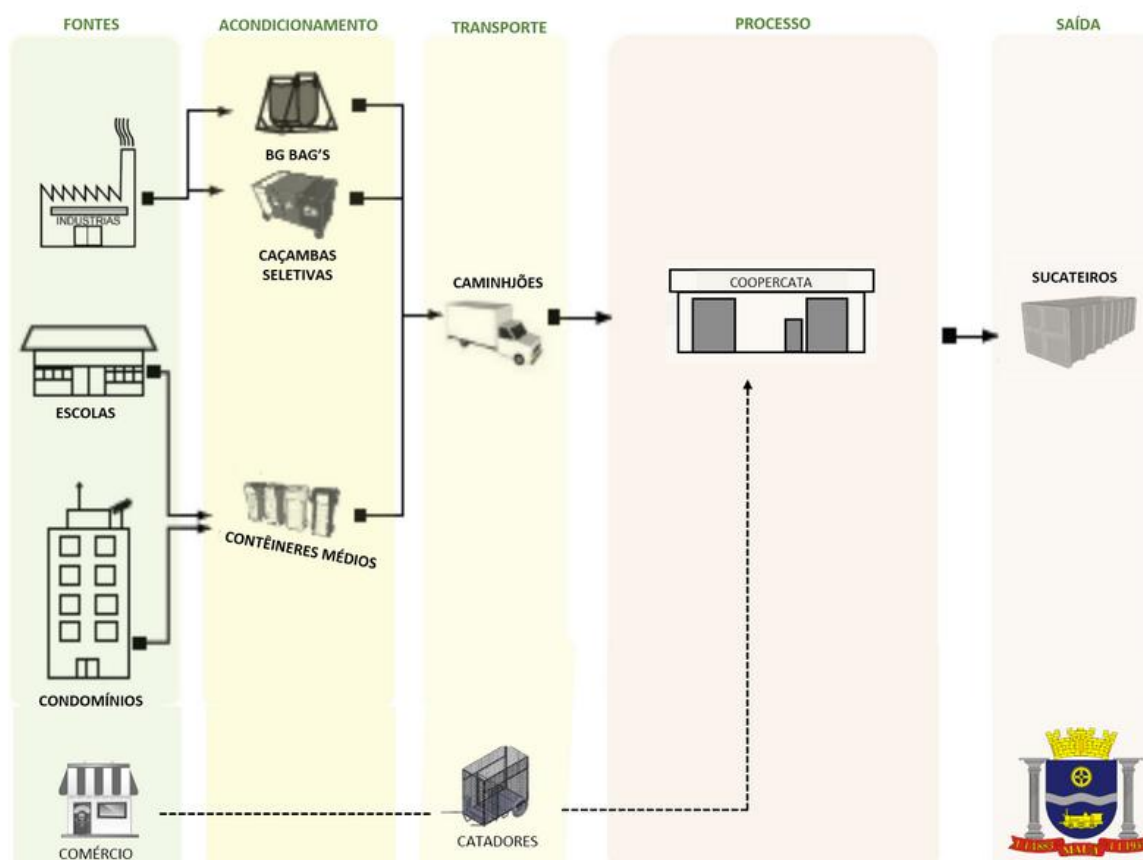 FONTES
ACONDICIONAMENTO
TRANSPORTE
PROCESSO
SAÍDA
BG BAG'S
INDUSTRIAS
CAÇAMBAS
SELETIVAS
CAMINHJÕES
COOPERCATA
SUCATEIROS
ESCOLAS
CONTÊINERES MÉDIOS
CONDOMÍNIOS
COMÉRCIO
CATADORES
MAUÁ